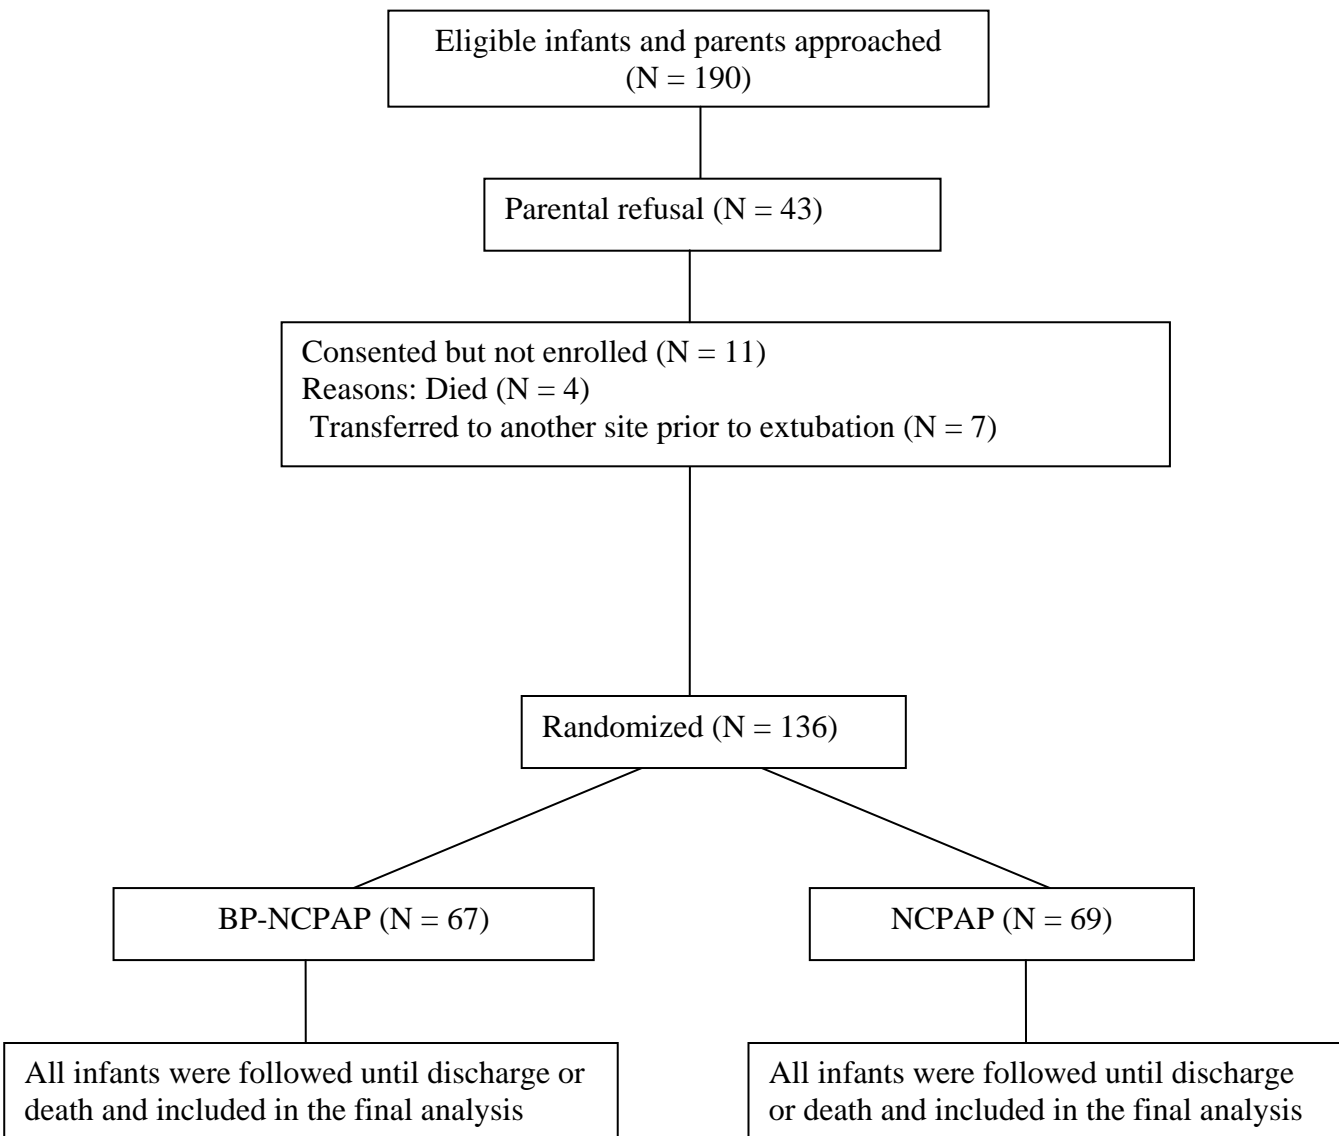 Eligible infants and parents approached
(N = 190)
Parental refusal (N = 43)
Consented but not enrolled (N = 11)
Reasons: Died (N = 4)
Transferred to another site prior to extubation (N = 7)
Randomized (N = 136)
BP-NCPAP (N = 67)
NCPAP (N = 69)
All infants were followed until discharge or
death and included in the final analysis
All infants were followed until discharge
or death and included in the final analysis